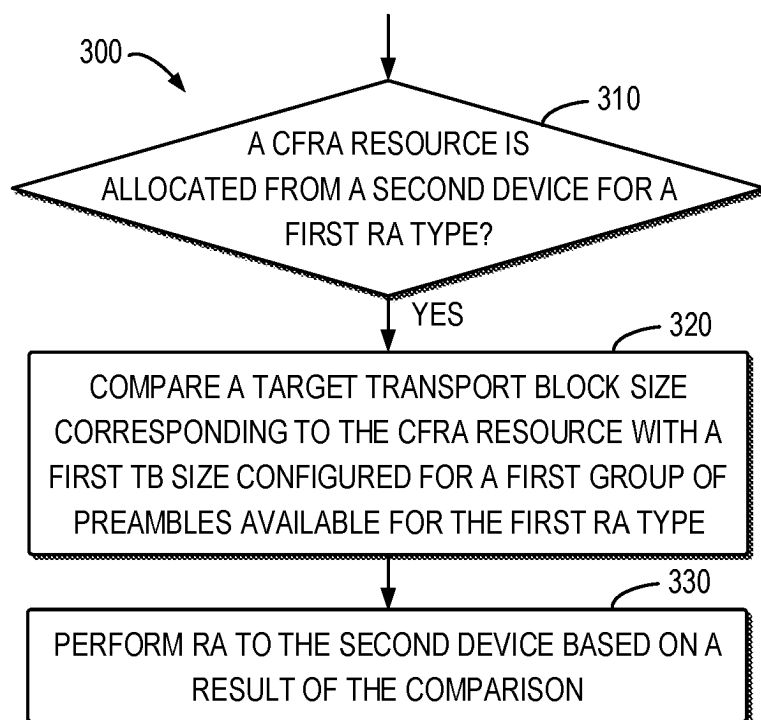 300
310
A CFRA RESOURCE IS
ALLOCATED FROM A SECOND DEVICE FOR A
FIRST RA TYPE?
YES
320
COMPARE A TARGET TRANSPORT BLOCK SIZE
CORRESPONDING TO THE CFRA RESOURCE WITH A
FIRST TB SIZE CONFIGURED FOR A FIRST GROUP OF
PREAMBLES AVAILABLE FOR THE FIRST RA TYPE
330
PERFORM RA TO THE SECOND DEVICE BASED ON A
RESULT OF THE COMPARISON